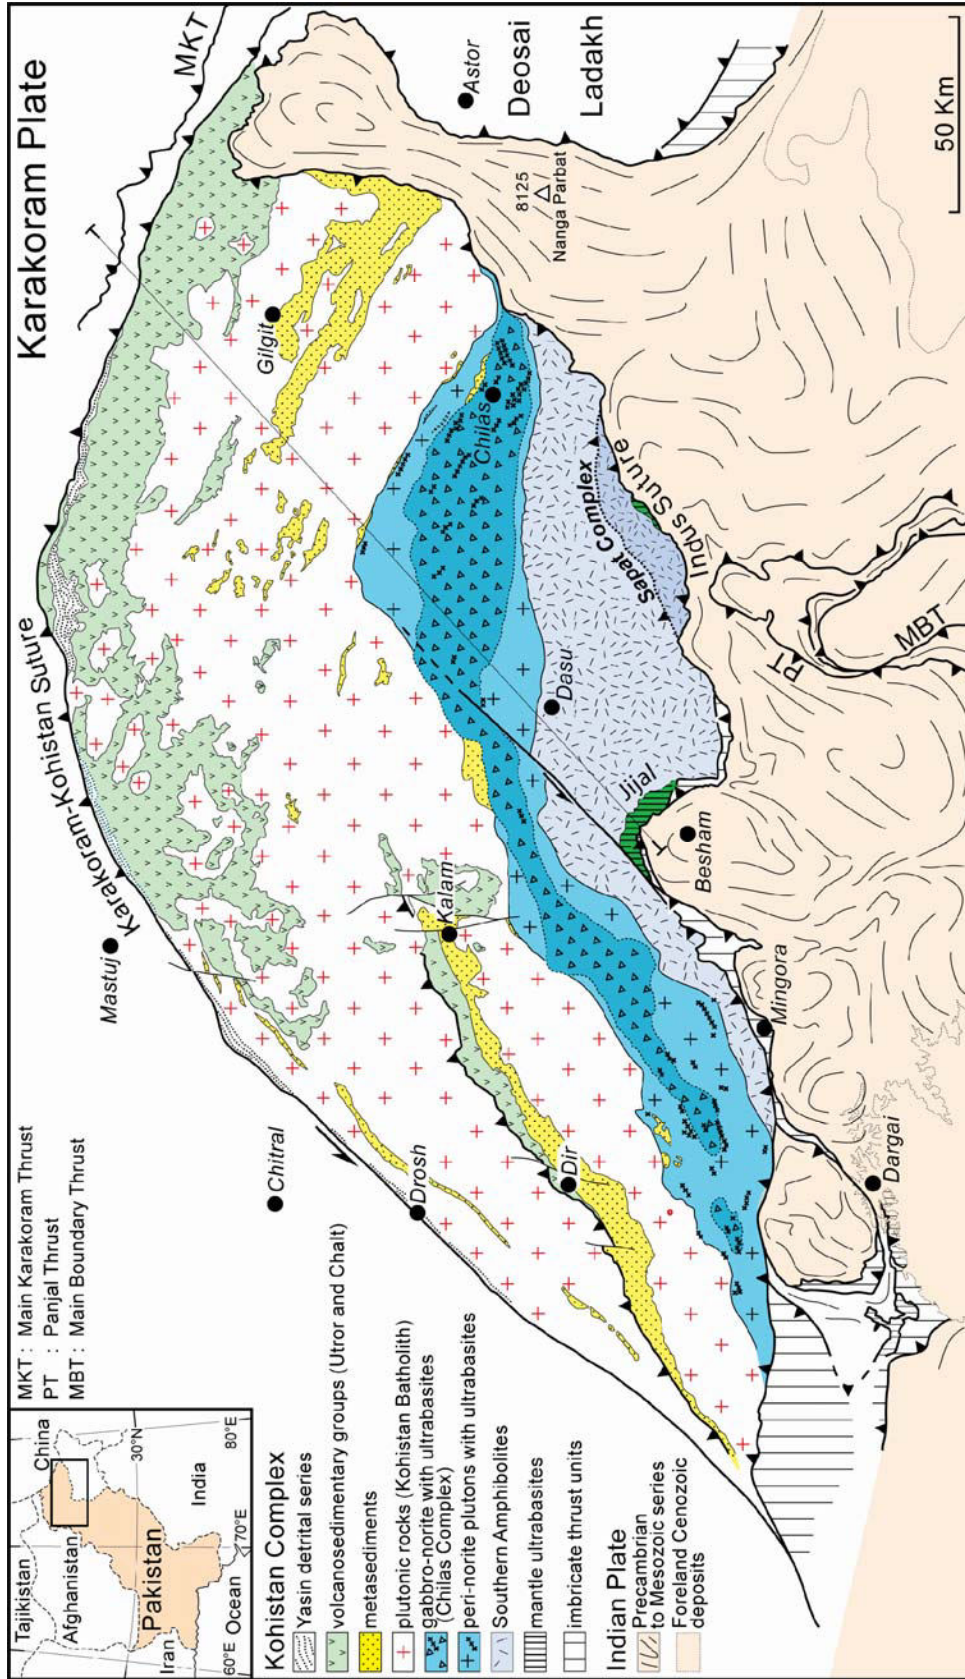 Karakoram Plate
MKT
Tajikistan
China
Afghanistan
30°N
Pakistan
Iran
India
Ocean
60°E
70°E
80°E
MKT : Main Karakoram Thrust
PT : Panjal Thrust
MBT : Main Boundary Thrust
Kohistan Complex
Yasin detrital series
volcanosedimentary groups (Utror and Chalt)
metasediments
plutonic rocks (Kohistan Batholith)
gabbro-norite with ultrabasites
(Chilas Complex)
peri-norite plutons with ultrabasites
Southern Amphibolites
mantle ultrabasites
imbricate thrust units
Indian Plate
Precambrian
to Mesozoic series
Foreland Cenozoic
deposits
Karakoram-Kohistan Suture
Mastuj
Chitral
Drosh
Dir
Kalam
Gilgit
Chilas
Dasu
Sapat Complex
Indus Suture
Jijal
Besham
Mingora
Dargai
RT
MBT
8125
Nanga Parbat
Astor
Deosai
Ladakh
50 Km